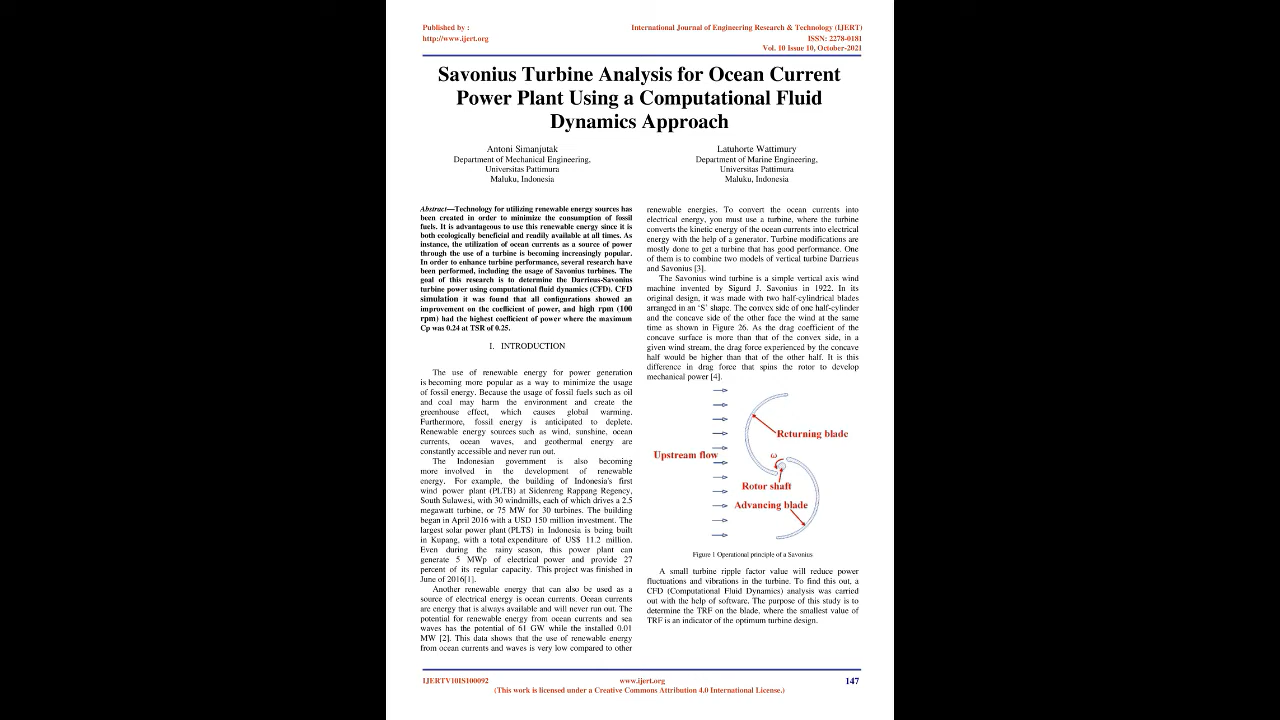 Published by :
http://www.ijert.org
International Journal of Engineering Research & Technology (IJERT)
ISSN: 2278-0181
Vol. 10 Issue 10, October-2021
Savonius Turbine Analysis for Ocean Current
Power Plant Using a Computational Fluid
Dynamics Approach
Antoni Simanjutak
Department of Mechanical Engineering,
Universitas Pattimura
Maluku, Indonesia
Latuhorte Wattimury
Department of Marine Engineering,
Universitas Pattimura
Maluku, Indonesia
Abstract—Technology for utilizing renewable energy sources has
been created in order to minimize the consumption of fossil
fuels. It is advantageous to use this renewable energy since it is
both ecologically beneficial and readily available at all times. As
instance, the utilization of ocean currents as a source of power
through the use of a turbine is becoming increasingly popular.
In order to enhance turbine performance, several research have
been performed, including the usage of Savonius turbines. The
goal of this research is to determine the Darrieus-Savonius
turbine power using computational fluid dynamics (CFD). CFD
simulation it was found that all configurations showed an
improvement on the coefficient of power, and high rpm (100
rpm) had the highest coefficient of power where the maximum
Cp was 0.24 at TSR of 0.25.
I. INTRODUCTION
The use of renewable energy for power generation
is becoming more popular as a way to minimize the usage
of fossil energy. Because the usage of fossil fuels such as oil
and coal may harm the environment and create the
greenhouse effect, which causes global warming.
Furthermore, fossil energy is anticipated to deplete.
Renewable energy sources such as wind, sunshine, ocean
currents, ocean waves, and geothermal energy are
constantly accessible and never run out.
The Indonesian government is also becoming
more involved in the development of renewable
energy. For example, the building of Indonesia's first
wind power plant (PLTB) at Sidenreng Rappang Regency,
South Sulawesi, with 30 windmills, each of which drives a 2.5
megawatt turbine, or 75 MW for 30 turbines. The building
began in April 2016 with a USD 150 million investment. The
largest solar power plant (PLTS) in Indonesia is being built
in Kupang, with a total expenditure of US$ 11.2 million.
Even during the rainy season, this power plant can
generate 5 MWp of electrical power and provide 27
percent of its regular capacity. This project was finished in
June of 2016[1].
Another renewable energy that can also be used as a
source of electrical energy is ocean currents. Ocean currents
are energy that is always available and will never run out. The
potential for renewable energy from ocean currents and sea
waves has the potential of 61 GW while the installed 0.01
MW [2]. This data shows that the use of renewable energy
from ocean currents and waves is very low compared to other
renewable energies. To convert the ocean currents into
electrical energy, you must use a turbine, where the turbine
converts the kinetic energy of the ocean currents into electrical
energy with the help of a generator. Turbine modifications are
mostly done to get a turbine that has good performance. One
of them is to combine two models of vertical turbine Darrieus
and Savonius [3].
The Savonius wind turbine is a simple vertical axis wind
machine invented by Sigurd J. Savonius in 1922. In its
original design, it was made with two half-cylindrical blades
arranged in an ‘S’ shape. The convex side of one half-cylinder
and the concave side of the other face the wind at the same
time as shown in Figure 26. As the drag coefficient of the
concave surface is more than that of the convex side, in a
given wind stream, the drag force experienced by the concave
half would be higher than that of the other half. It is this
difference in drag force that spins the rotor to develop
mechanical power [4].
Returning blade
Upstream flow
ω
Rotor shaft
Advancing blade
Figure 1 Operational principle of a Savonius
A small turbine ripple factor value will reduce power
fluctuations and vibrations in the turbine. To find this out, a
CFD (Computational Fluid Dynamics) analysis was carried
out with the help of software. The purpose of this study is to
determine the TRF on the blade, where the smallest value of
TRF is an indicator of the optimum turbine design.
IJERTV10IS100092
www.ijert.org
147
(This work is licensed under a Creative Commons Attribution 4.0 International License.)